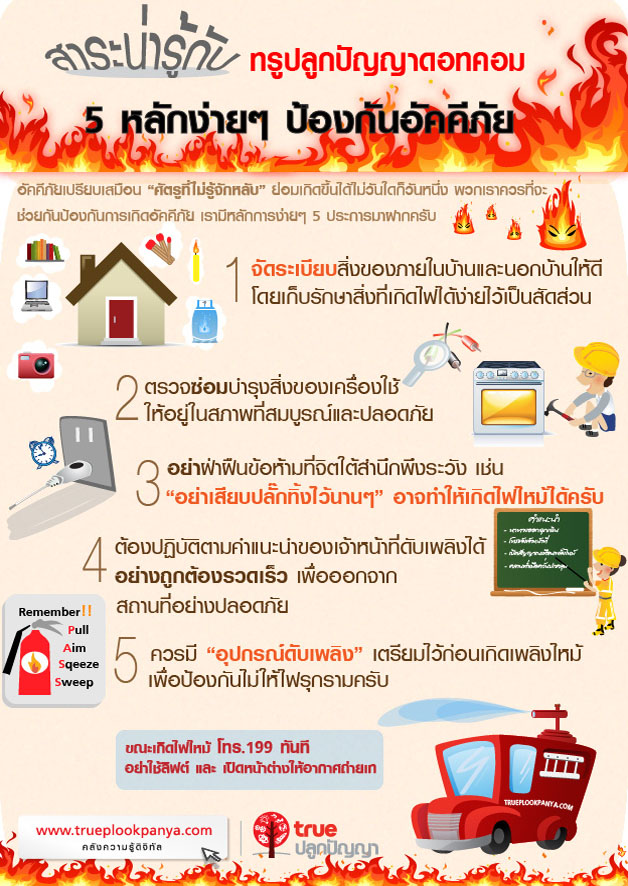 สาระน่ารู้กับ ทรูปลูกปัญญาดอทคอม
5 หลักง่ายๆ ป้องกันอัคคีภัย
อัคคีภัยเปรียบเสมือน “ศัตรูที่ไม่รู้จักหลับ” ย่อมเกิดขึ้นได้ไม่วันใดก็วันหนึ่ง พวกเราควรที่จะ
ช่วยกันป้องกันการเกิดอัคคีภัย เรามีหลักการง่ายๆ 5 ประการมาฝากครับ
1 จัดระเบียบสิ่งของภายในบ้านและนอกบ้านให้ดี
โดยเก็บรักษาสิ่งที่เกิดไฟได้ง่ายไว้เป็นสัดส่วน
2 ตรวจซ่อมบำรุงสิ่งของเครื่องใช้
ให้อยู่ในสภาพที่สมบูรณ์และปลอดภัย
3 อย่าฝ่าฝืนข้อห้ามที่จิตใต้สำนึกพึงระวัง เช่น
“อย่าเสียบปลั๊กทิ้งไว้นานๆ” อาจทำให้เกิดไฟไหม้ได้ครับ
คำแนะนำ
4 ต้องปฏิบัติตามคำแนะนำของเจ้าหน้าที่ดับเพลิงได้
อย่างถูกต้องรวดเร็ว เพื่อออกจาก
สถานที่อย่างปลอดภัย
Remember!!
Pull
Aim
Sqeeze
Sweep
5 ควรมี “อุปกรณ์ดับเพลิง” เตรียมไว้ก่อนเกิดเพลิงไหม้
เพื่อป้องกันไม่ให้ไฟรุกรามครับ
ขณะเกิดไฟไหม้ โทร.199 ทันที
อย่าใช้ลิฟต์ และ เปิดหน้าต่างให้อากาศถ่ายเท
TRUEPLOOKPANYA.COM
www.trueplookpanya.com
คลังความรู้ดิจิทัล
true
ปลูกปัญญา